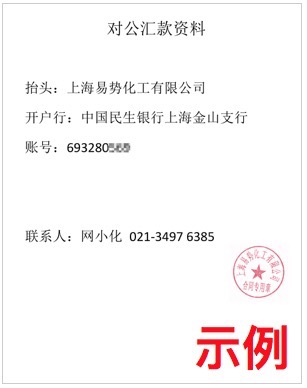 对公汇款资料
抬头：上海易势化工有限公司
开户行：中国民生银行上海金山支行
账号：693280
联系人：网小化 021-3497 6385
上海易势化工有限公司
合同专用章
示例